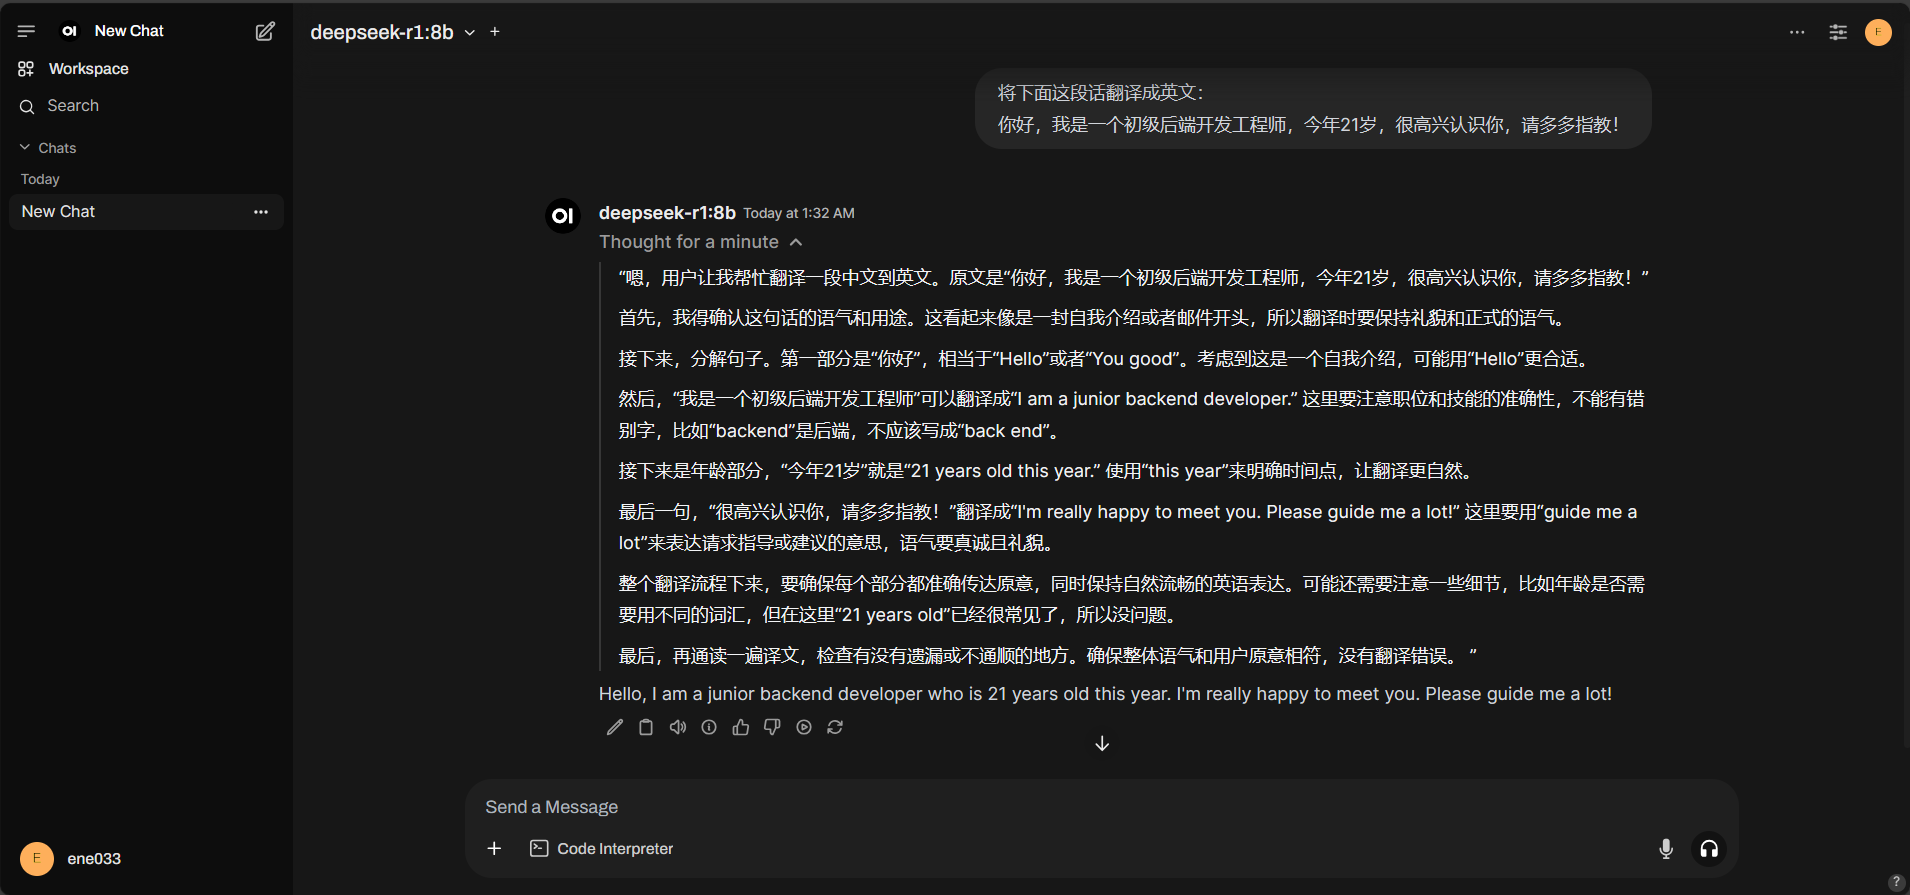 OI New Chat
Workspace
Search
Chats
Today
New Chat
E ene033
deepseek-r1:8b
E
将下面这段话翻译成英文：
你好，我是一个初级后端开发工程师，今年21岁，很高兴认识你，请多多指教！
OI deepseek-r1:8b Today at 1:32 AM
Thought for a minute
“嗯，用户让我帮忙翻译一段中文到英文。原文是“你好，我是一个初级后端开发工程师，今年21岁，很高兴认识你，请多多指教！”
首先，我得确认这句话的语气和用途。这看起来像是一封自我介绍或者邮件开头，所以翻译时要保持礼貌和正式的语气。
接下来，分解句子。第一部分是“你好”，相当于“Hello”或者“You good”。考虑到这是一个自我介绍，可能用“Hello”更合适。
然后，“我是一个初级后端开发工程师”可以翻译成“I am a junior backend developer.” 这里要注意职位和技能的准确性，不能有错
别字，比如“backend”是后端，不应该写成“back end”。
接下来是年龄部分，“今年21岁”就是“21 years old this year.” 使用“this year”来明确时间点，让翻译更自然。
最后一句，“很高兴认识你，请多多指教！”翻译成“I'm really happy to meet you. Please guide me a lot!” 这里要用“guide me a
lot”来表达请求指导或建议的意思，语气要真诚且礼貌。
整个翻译流程下来，要确保每个部分都准确传达原意，同时保持自然流畅的英语表达。可能还需要注意一些细节，比如年龄是否需
要用不同的词汇，但在这里“21 years old”已经很常见了，所以没问题。
最后，再通读一遍译文，检查有没有遗漏或不通顺的地方。确保整体语气和用户原意相符，没有翻译错误。 ”
Hello, I am a junior backend developer who is 21 years old this year. I'm really happy to meet you. Please guide me a lot!
Send a Message
Code Interpreter
?